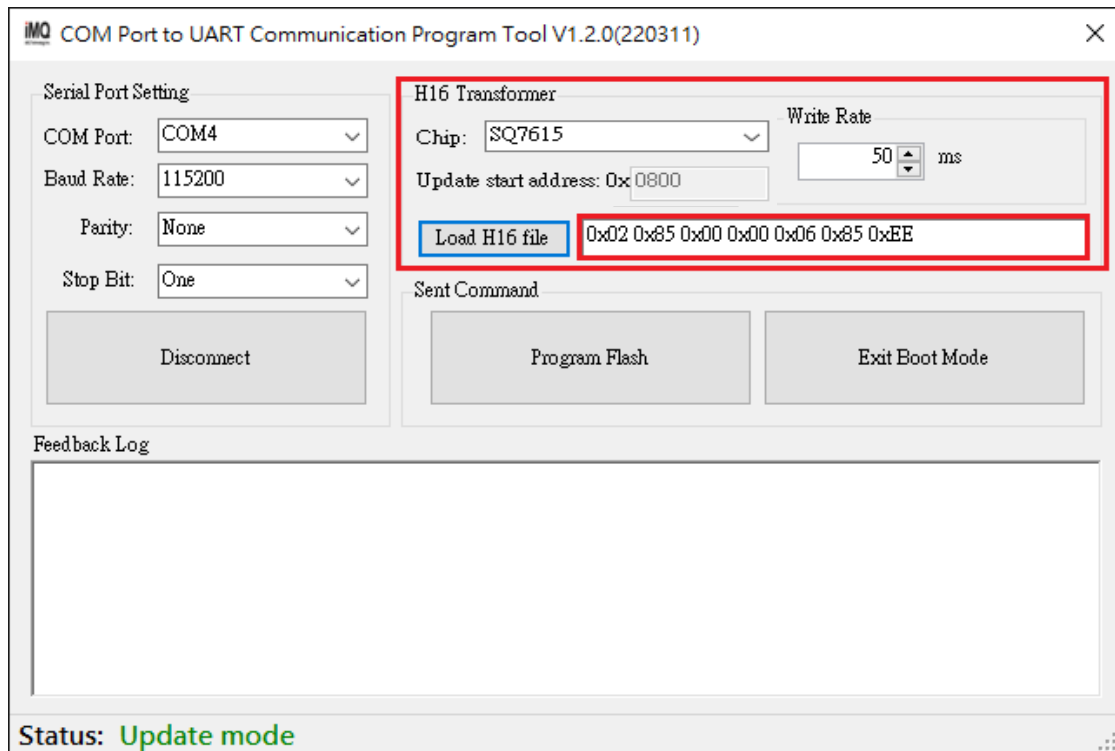 iMQ COM Port to UART Communication Program Tool V1.2.0(220311)
Serial Port Setting
COM Port: COM4
Baud Rate: 115200
Parity: None
Stop Bit: One
Disconnect
H16 Transformer
Chip: SQ7615
Update start address: 0x 0800
Write Rate
50 ms
Load H16 file 0x02 0x85 0x00 0x00 0x06 0x85 0xEE
Sent Command
Program Flash
Exit Boot Mode
Feedback Log
Status: Update mode